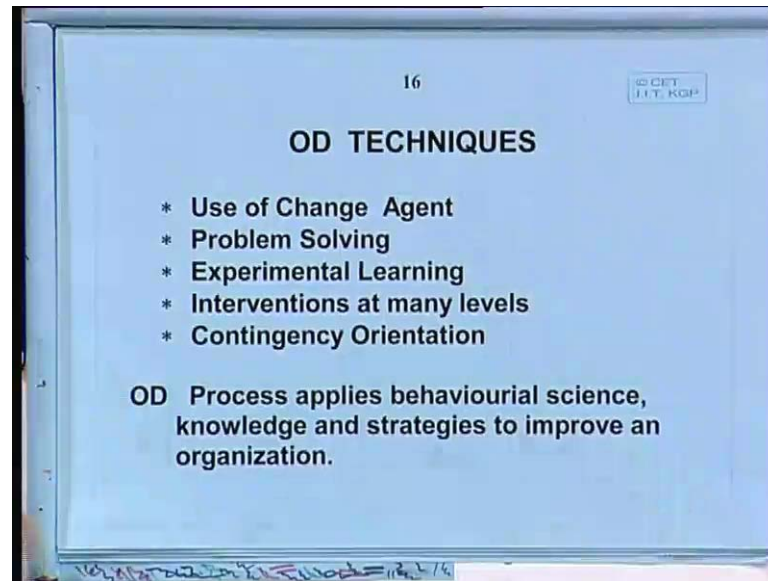 16
© CET
I.I.T. KGP
OD TECHNIQUES
* Use of Change Agent
* Problem Solving
* Experimental Learning
* Interventions at many levels
* Contingency Orientation
OD Process applies behaviourial science,
knowledge and strategies to improve an
organization.